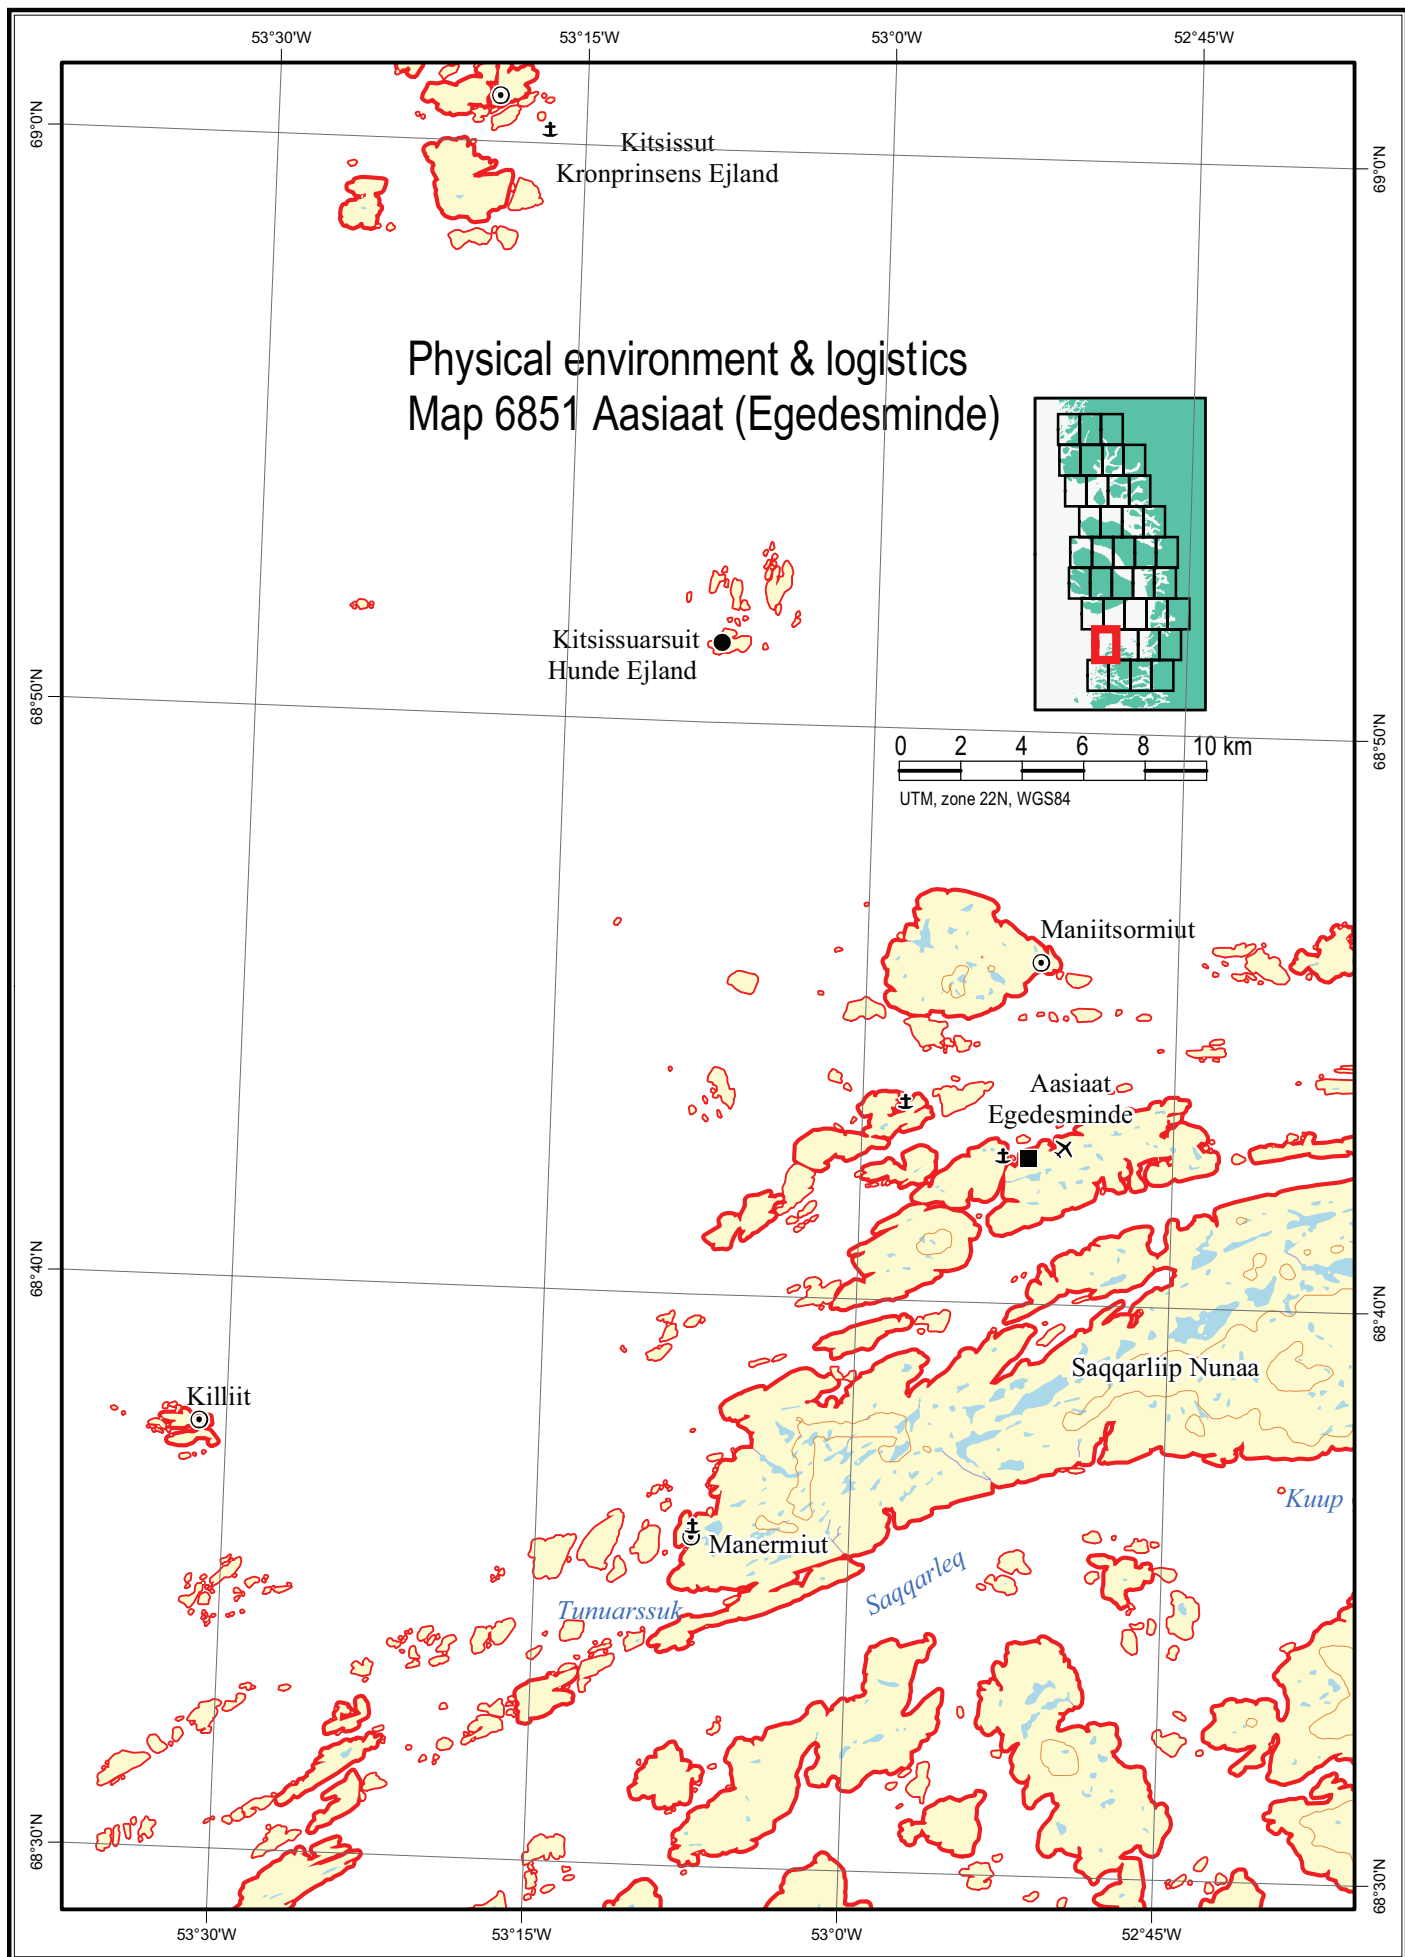 53°30'W
53°15'W
53°0'W
52°45'W
69°0'N
69°0'N
Kitsissut
Kronprinsens Ejland
Physical environment & logistics
Map 6851 Aasiaat (Egedesminde)
Kitsissuarsuit
Hunde Ejland
68°50'N
68°50'N
0 2 4 6 8 10 km
UTM, zone 22N, WGS84
Maniitsormiut
Aasiaat
Egedesminde
68°40'N
68°40'N
Saqqarliip Nunaa
Killiit
Kuup
Manermiut
Saqqarleq
Tunuarssuk
68°30'N
68°30'N
53°30'W
53°15'W
53°0'W
52°45'W